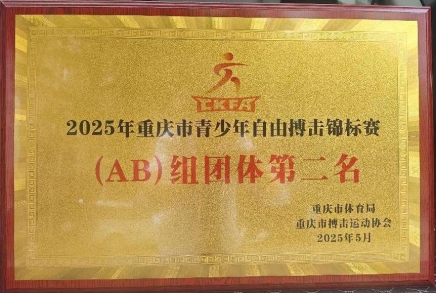 CKFA
2025年重庆市青少年自由搏击锦标赛
(AB)组团体第二名
重庆市体育局
重庆市搏击运动协会
2025年5月